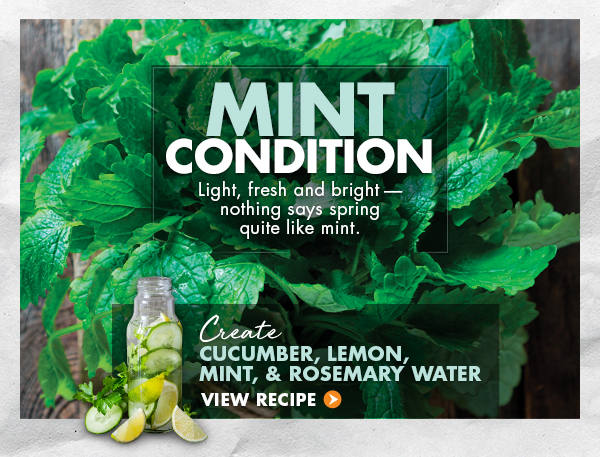 MINT
CONDITION
Light, fresh and bright—
nothing says spring
quite like mint.
Create
CUCUMBER, LEMON,
MINT, & ROSEMARY WATER
VIEW RECIPE